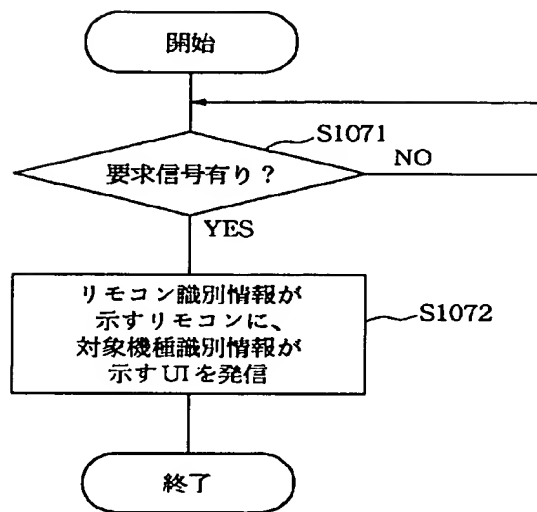 開始
S1071
要求信号有り？
NO
YES
リモコン識別情報が
示すリモコンに、
対象機種識別情報が
示すUIを発信
S1072
終了